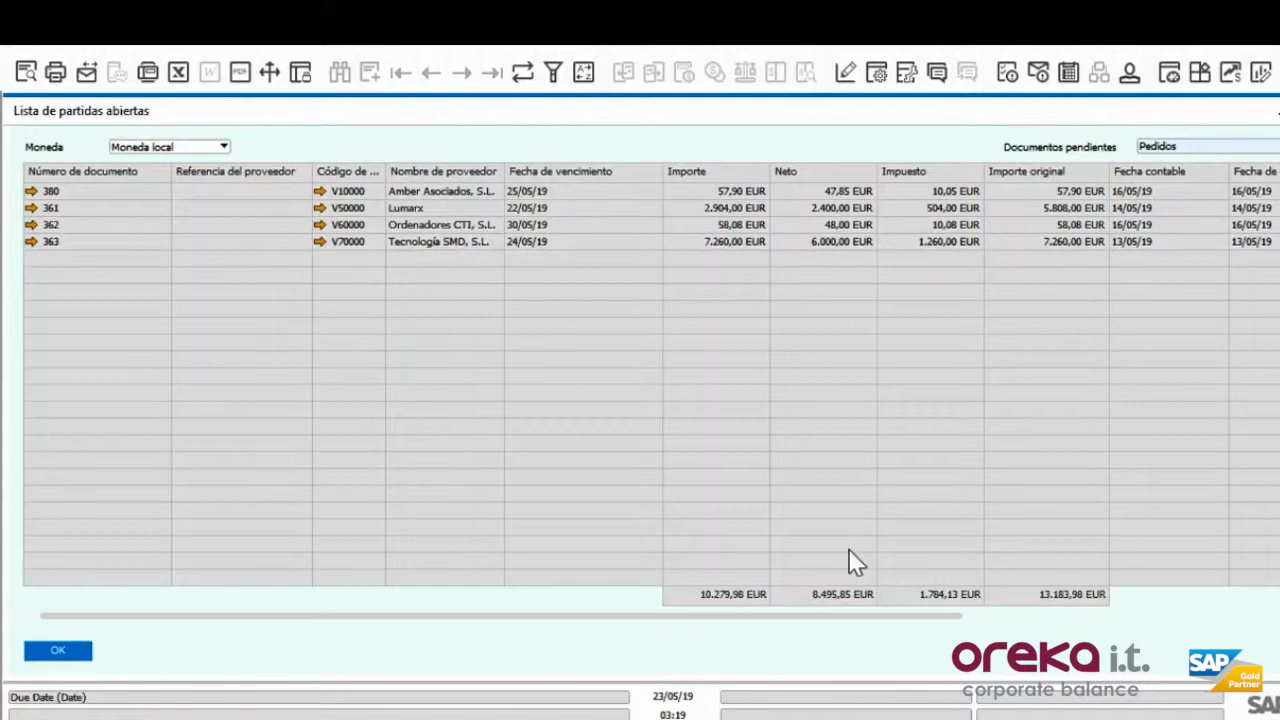 Lista de partidas abiertas
Moneda Moneda local Documentos pendientes Pedidos
Número de documento Referencia del proveedor Código de ... Nombre de proveedor Fecha de vencimiento Importe Neto Impuesto Importe original Fecha contable Fecha de
380 V10000 Amber Asociados, S.L. 25/05/19 57,90 EUR 47,85 EUR 10,05 EUR 57,90 EUR 16/05/19 16/05/19
361 V50000 Lumarx 22/05/19 2.904,00 EUR 2.400,00 EUR 504,00 EUR 5.808,00 EUR 14/05/19 14/05/19
362 V60000 Ordenadores CTI, S.L. 30/05/19 58,08 EUR 48,00 EUR 10,08 EUR 58,08 EUR 16/05/19 16/05/19
363 V70000 Tecnología SMD, S.L. 24/05/19 7.260,00 EUR 6.000,00 EUR 1.260,00 EUR 7.260,00 EUR 13/05/19 13/05/19
10.279,98 EUR 8.495,85 EUR 1.784,13 EUR 13.183,98 EUR
OK
oreka i.t.
corporate balance
SAP Gold
Partner
Due Date (Date) 23/05/19
03:19
SA